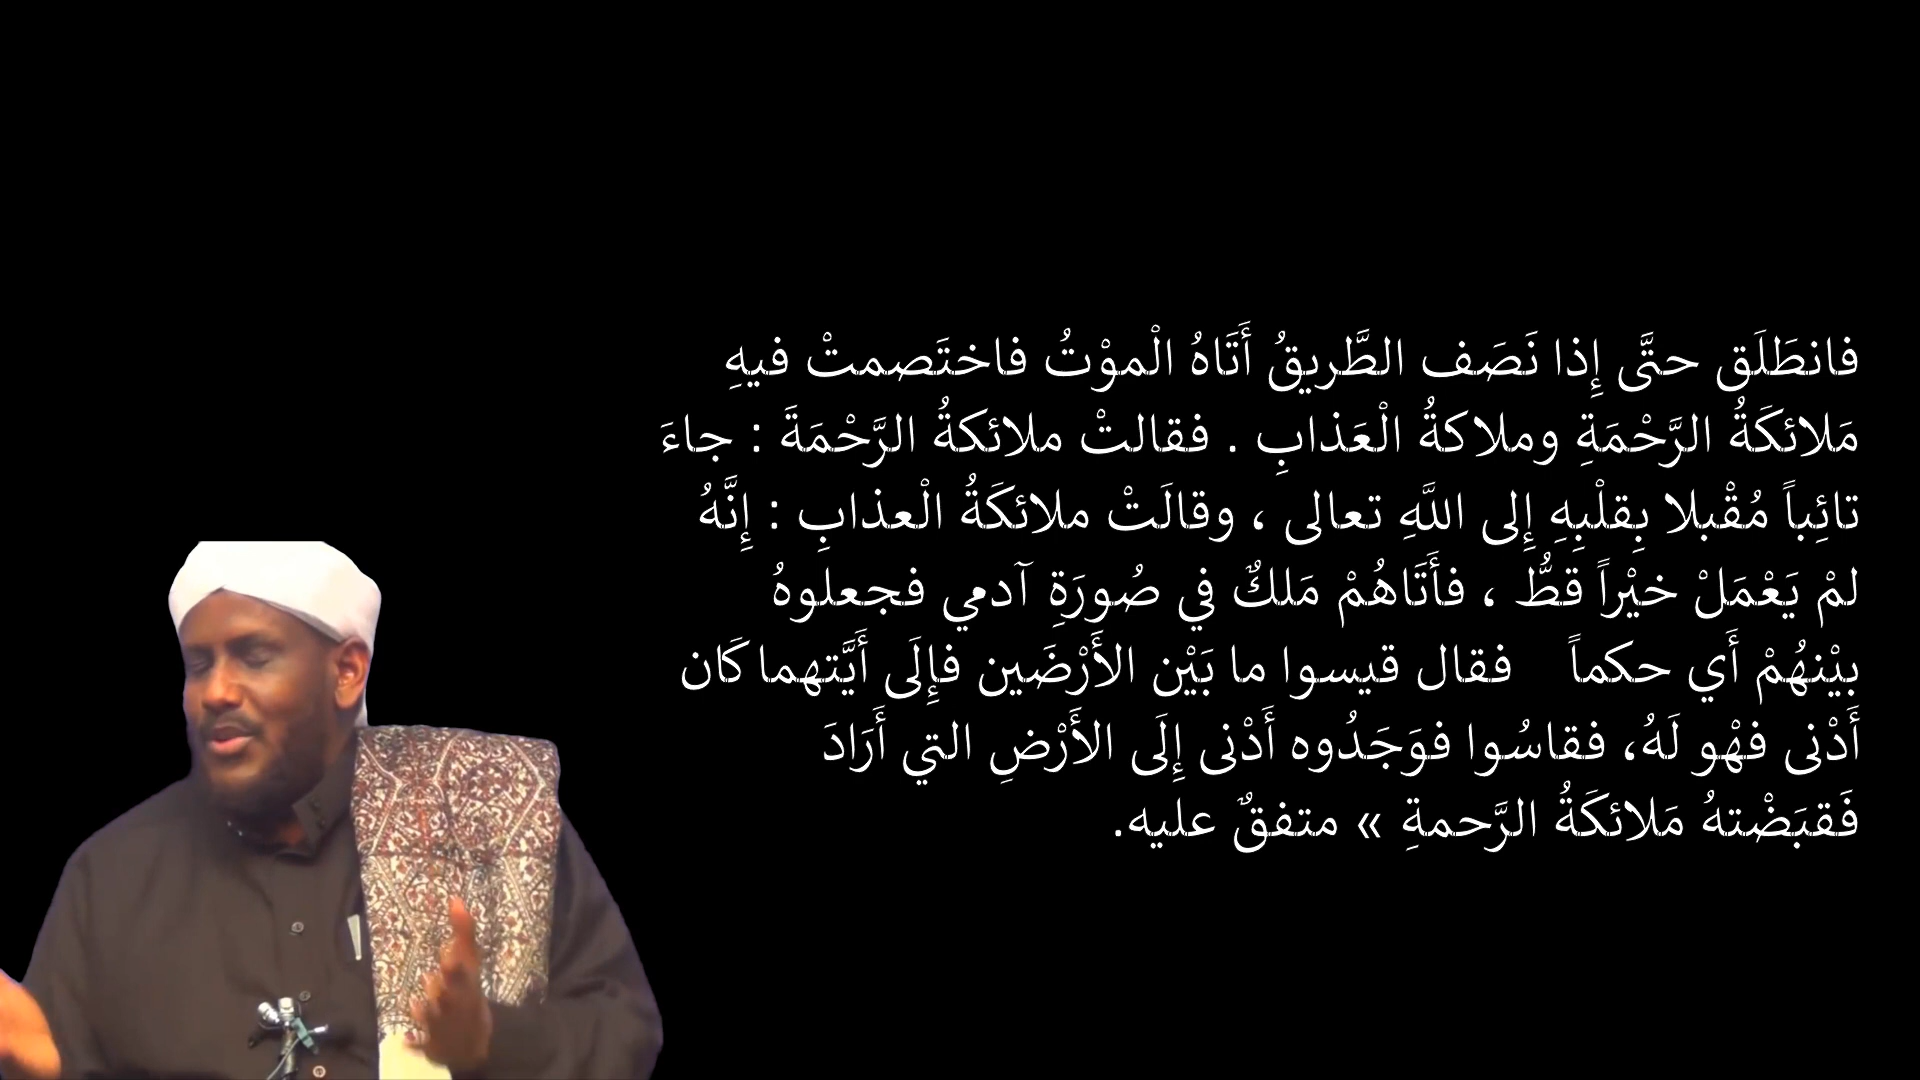 فانطَلَق حتَّى إِذا نَصَف الطَّريقُ أَتَاهُ الْموْتُ فاختَصمتْ فيهِ
مَلائكَةُ الرَّحْمَةِ وملاكةُ الْعَذابِ . فقالتْ ملائكةُ الرَّحْمَةَ : جاءَ
تائِباً مُقْبلا بِقلْبِهِ إِلى اللَّهِ تعالى ، وقالَتْ ملائكَةُ الْعذابِ : إِنَّهُ
لمْ يَعْمَلْ خيْراً قطُّ ، فأَتَاهُمْ مَلكٌ في صُورَةِ آدمي فجعلوهُ
بيْنهُمْ أَي حكماً فقال قيسوا ما بَيْن الأَرْضَين فإِلَى أَيَّتهما كَان
أَدْنى فهْو لَهُ، فقاسُوا فوَجَدُوه أَدْنى إِلَى الأَرْضِ التي أَرَادَ
فَقبَضْتهُ مَلائكَةُ الرَّحمةِ » متفقٌ عليه.